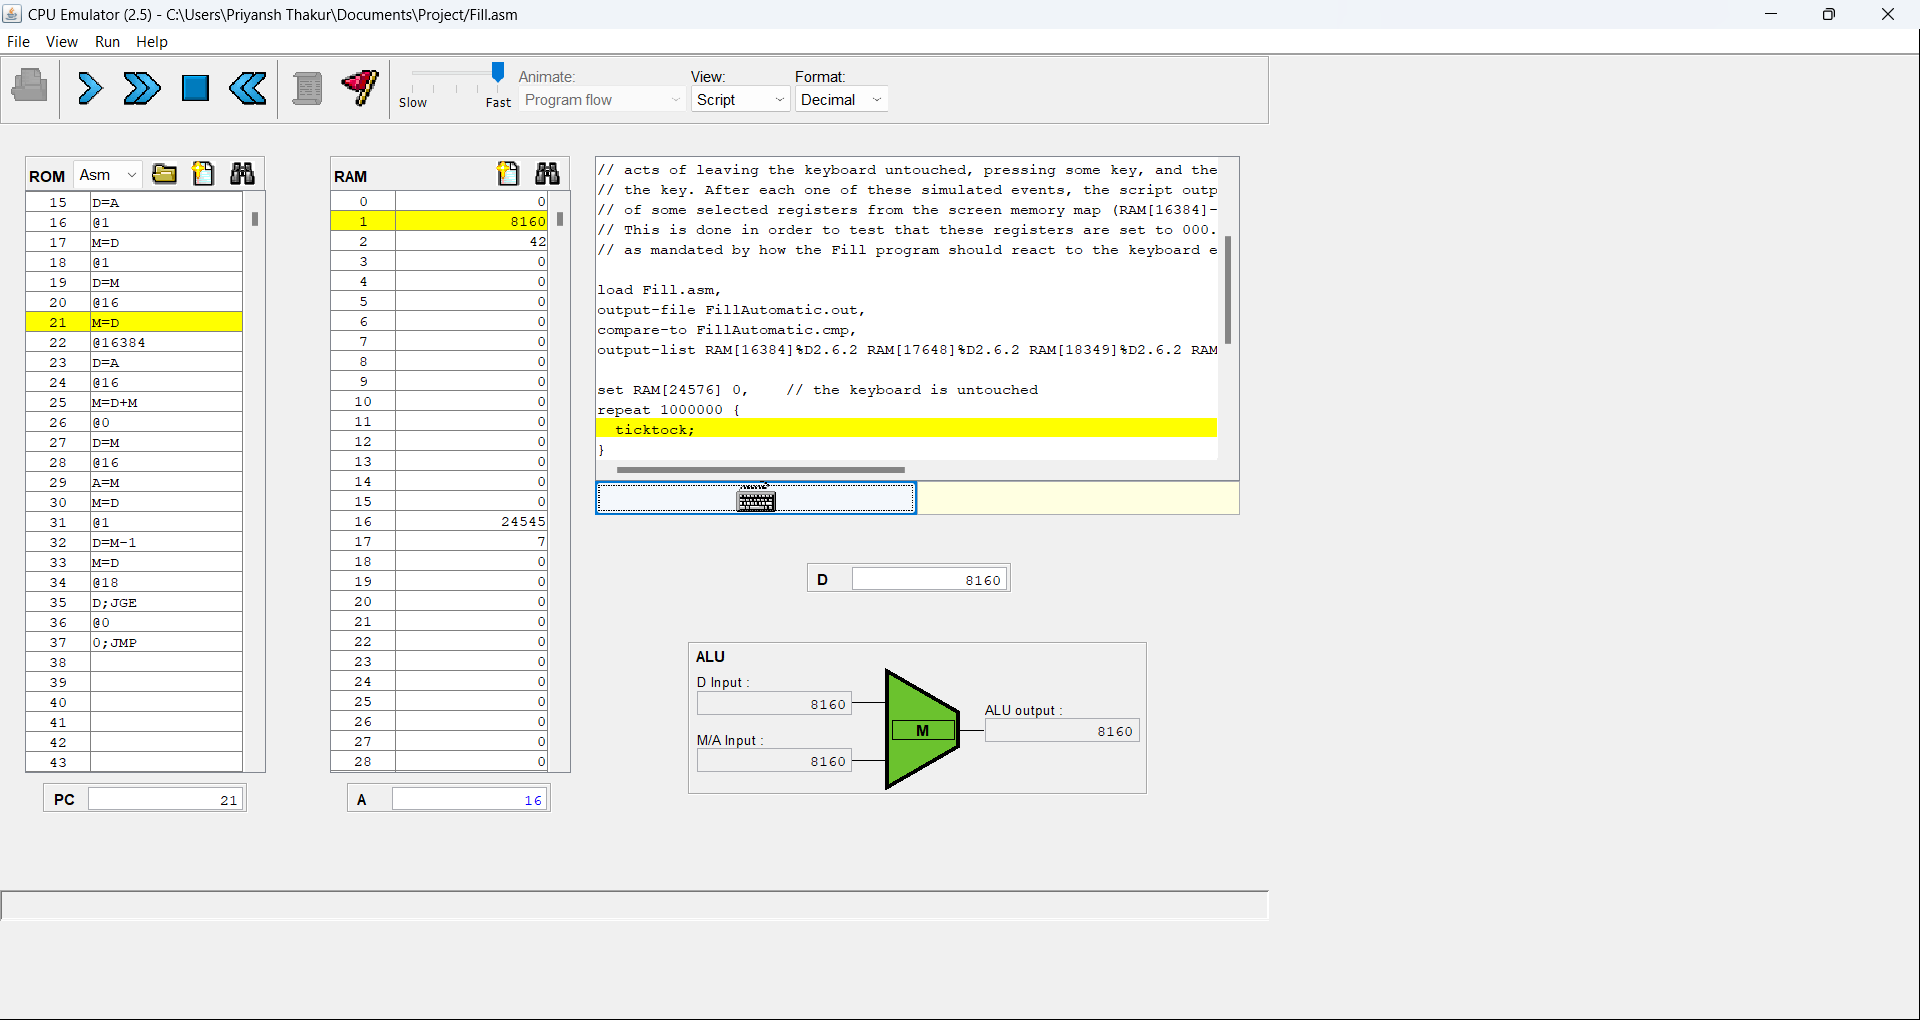 CPU Emulator (2.5) - C:\Users\Priyansh Thakur\Documents\Project/Fill.asm
File View Run Help
Slow Fast
Animate:
Program flow
View:
Script
Format:
Decimal
ROM Asm
15 D=A
16 @1
17 M=D
18 @1
19 D=M
20 @16
21 M=D
22 @16384
23 D=A
24 @16
25 M=D+M
26 @0
27 D=M
28 @16
29 A=M
30 M=D
31 @1
32 D=M-1
33 M=D
34 @18
35 D;JGE
36 @0
37 0;JMP
38
39
40
41
42
43
PC 21
RAM
0 0
1 8160
2 42
3 0
4 0
5 0
6 0
7 0
8 0
9 0
10 0
11 0
12 0
13 0
14 0
15 0
16 24545
17 7
18 0
19 0
20 0
21 0
22 0
23 0
24 0
25 0
26 0
27 0
28 0
A 16
// acts of leaving the keyboard untouched, pressing some key, and the
// the key. After each one of these simulated events, the script outp
// of some selected registers from the screen memory map (RAM[16384]-
// This is done in order to test that these registers are set to 000.
// as mandated by how the Fill program should react to the keyboard e
load Fill.asm,
output-file FillAutomatic.out,
compare-to FillAutomatic.cmp,
output-list RAM[16384]%D2.6.2 RAM[17648]%D2.6.2 RAM[18349]%D2.6.2 RAM
set RAM[24576] 0, // the keyboard is untouched
repeat 1000000 {
ticktock;
}
D 8160
ALU
D Input :
8160
M/A Input :
8160
M
ALU output :
8160